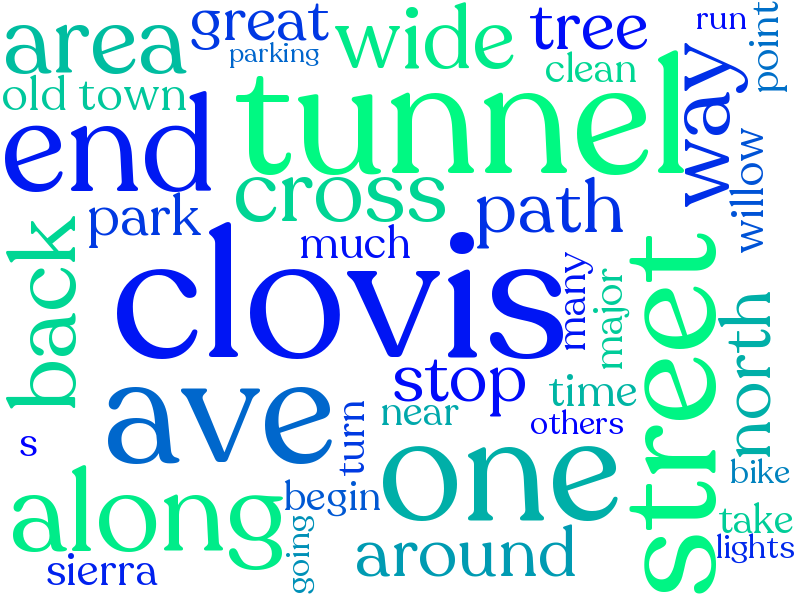 area
great
parking
wide
tree
run
point
clean
old town
tunnel
way
end
cross
path
willow
park
much
back
clovis
many
major
street
north
stop
time
ave
near
others
turn
s
one
bike
along
begin
take
going
around
lights
sierra